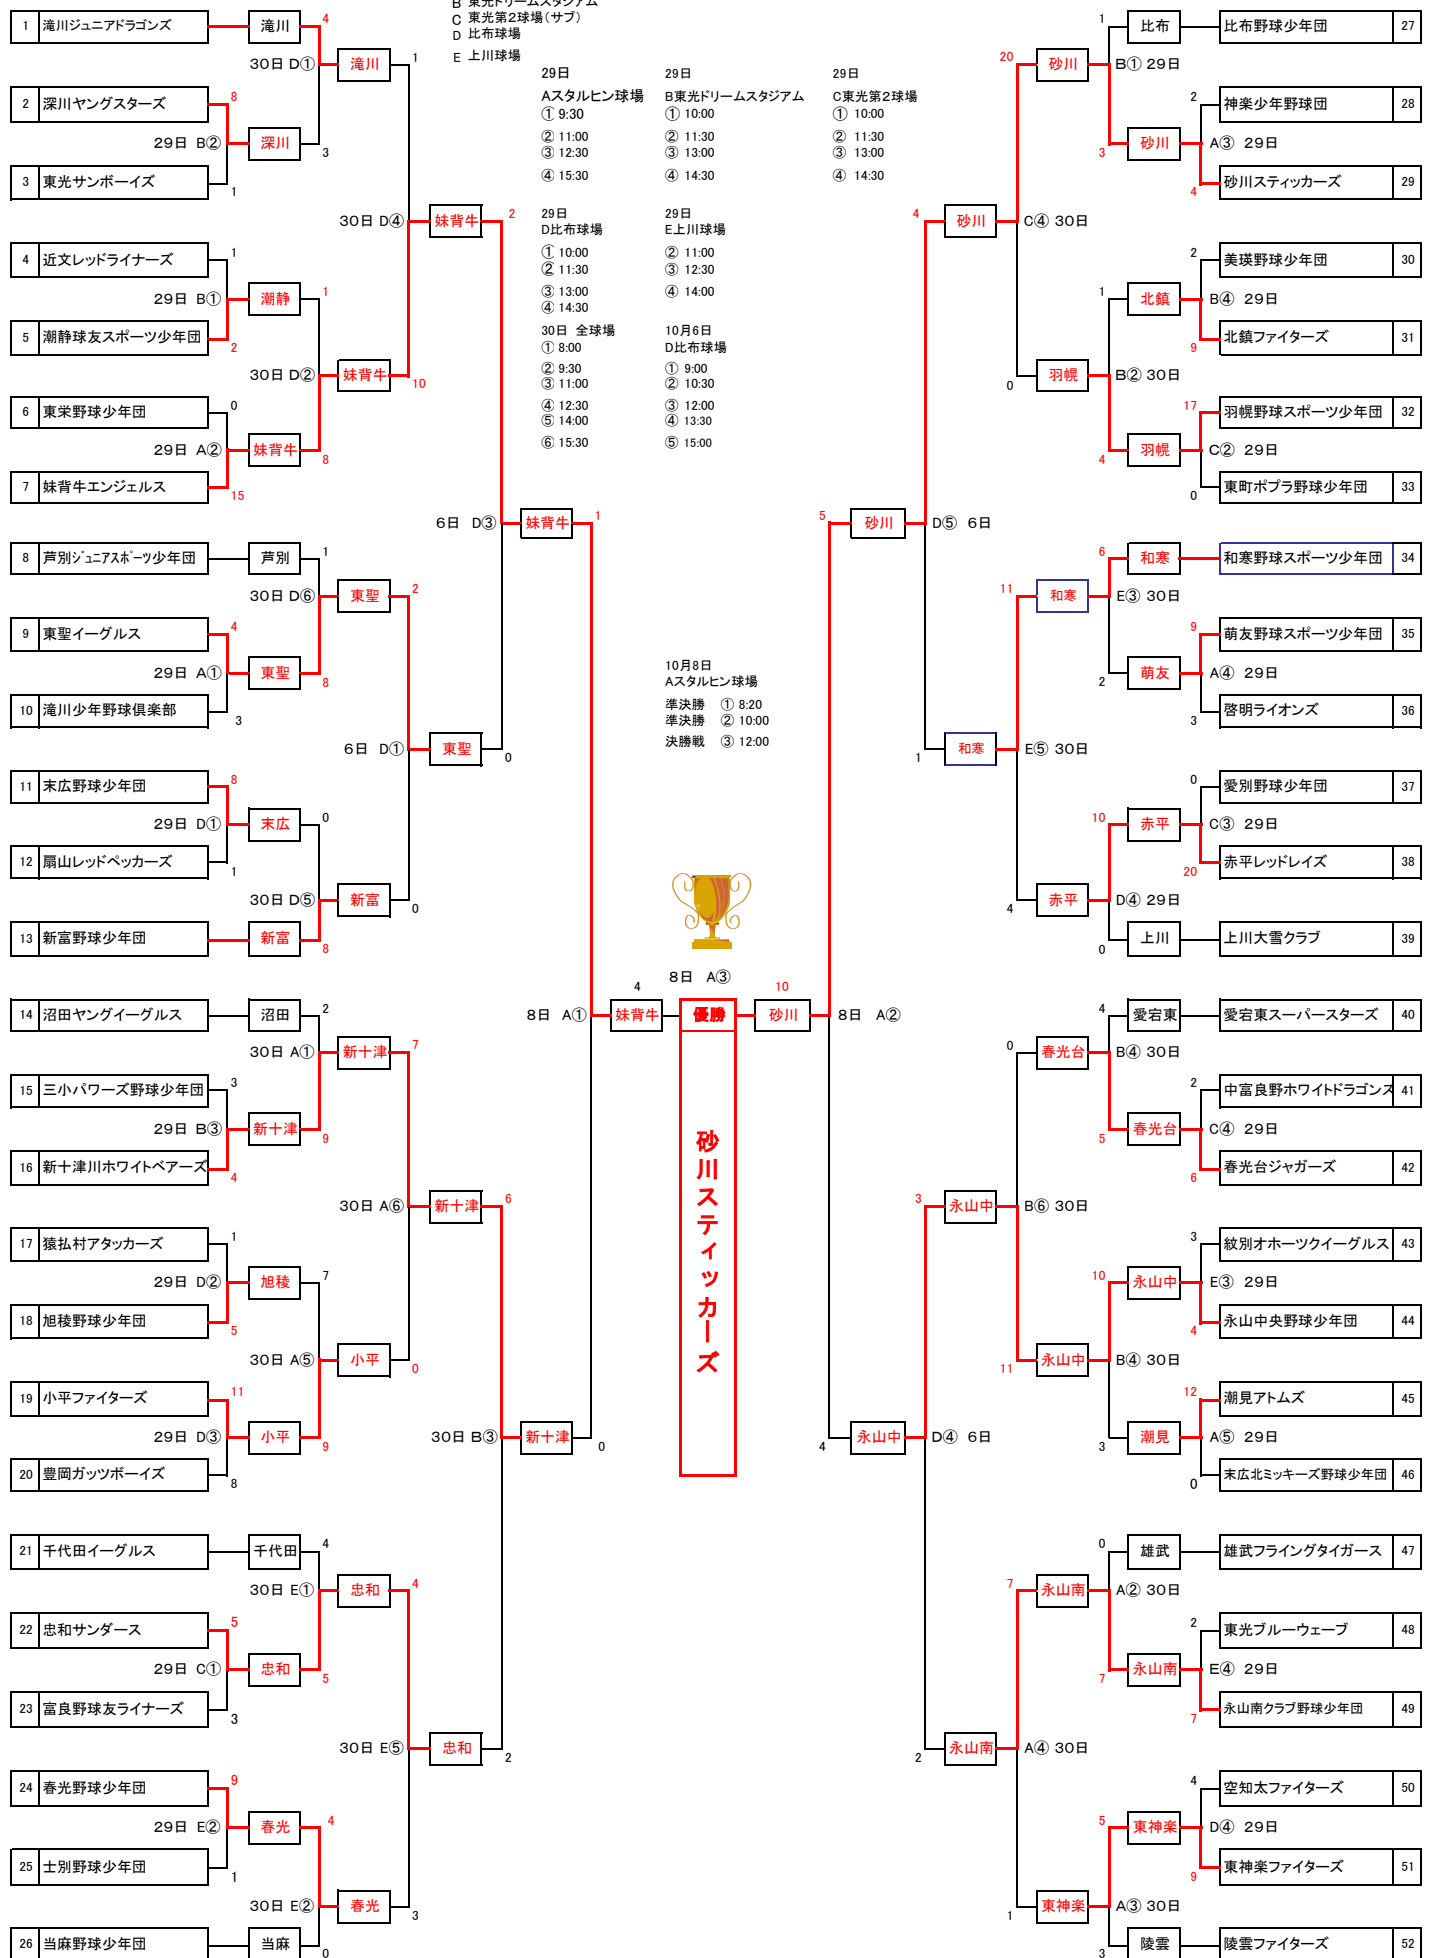 B 東光ドリームスタジアム
C 東光第2球場(サブ)
D 比布球場
E 上川球場
29日
Aスタルヒン球場
① 9:30
② 11:00
③ 12:30
④ 15:30
29日
B東光ドリームスタジアム
① 10:00
② 11:30
③ 13:00
④ 14:30
29日
C東光第2球場
① 10:00
② 11:30
③ 13:00
④ 14:30
29日
D比布球場
① 10:00
② 11:30
③ 13:00
④ 14:30
29日
E上川球場
② 11:00
③ 12:30
④ 14:00
30日 全球場
① 8:00
② 9:30
③ 11:00
④ 12:30
⑤ 14:00
⑥ 15:30
10月6日
D比布球場
① 9:00
② 10:30
③ 12:00
④ 13:30
⑤ 15:00
10月8日
Aスタルヒン球場
準決勝 ① 8:20
準決勝 ② 10:00
決勝戦 ③ 12:00
1 滝川ジュニアドラゴンズ 滝川 4
30日 D① 滝川 1
2 深川ヤングスターズ 8
29日 B② 深川 3
3 東光サンボーイズ 1
30日 D④ 妹背牛 2
4 近文レッドライナーズ 1
29日 B① 潮静 1
5 潮静球友スポーツ少年団 2
30日 D② 妹背牛 10
6 東栄野球少年団 0
29日 A② 妹背牛 8
7 妹背牛エンジェルス 15
6日 D③ 妹背牛 1
8 芦別ジュニアスポーツ少年団 芦別 1
30日 D⑥ 東聖 2
9 東聖イーグルス 4
29日 A① 東聖 8
10 滝川少年野球倶楽部 3
6日 D① 東聖 0
11 末広野球少年団 8
29日 D① 末広 0
12 扇山レッドペッカーズ 1
30日 D⑤ 新富 0
13 新富野球少年団 新富 8
8日 A① 妹背牛 4
14 沼田ヤングイーグルス 沼田 2
30日 A① 新十津 7
15 三小パワーズ野球少年団 3
29日 B③ 新十津 9
16 新十津川ホワイトベアーズ 4
30日 A⑥ 新十津 6
17 猿払村アタッカーズ 1
29日 D② 旭稜 7
18 旭稜野球少年団 5
30日 A⑤ 小平 0
19 小平ファイターズ 11
29日 D③ 小平 9
20 豊岡ガッツボーイズ 8
30日 B③ 新十津 0
21 千代田イーグルス 千代田 4
30日 E① 忠和 4
22 忠和サンダース 5
29日 C① 忠和 5
23 富良野球友ライナーズ 3
30日 E⑤ 忠和 2
24 春光野球少年団 9
29日 E② 春光 4
25 士別野球少年団 1
30日 E② 春光 3
26 当麻野球少年団 当麻 0
8日 A③
優勝
砂川スティッカーズ
1 比布 比布野球少年団 27
20 砂川 B① 29日
2 神楽少年野球団 28
3 砂川 A③ 29日
4 砂川スティッカーズ 29
4 砂川 C④ 30日
2 美瑛野球少年団 30
1 北鎮 B④ 29日
9 北鎮ファイターズ 31
0 羽幌 B② 30日
17 羽幌野球スポーツ少年団 32
4 羽幌 C② 29日
0 東町ポプラ野球少年団 33
5 砂川 D⑤ 6日
6 和寒 和寒野球スポーツ少年団 34
11 和寒 E③ 30日
9 萌友野球スポーツ少年団 35
2 萌友 A④ 29日
3 啓明ライオンズ 36
1 和寒 E⑤ 30日
0 愛別野球少年団 37
10 赤平 C③ 29日
20 赤平レッドレイズ 38
4 赤平 D④ 29日
0 上川 上川大雪クラブ 39
10 砂川 8日 A②
4 愛宕東 愛宕東スーパースターズ 40
0 春光台 B④ 30日
2 中富良野ホワイトドラゴンズ 41
5 春光台 C④ 29日
6 春光台ジャガーズ 42
3 永山中 B⑥ 30日
3 紋別オホーツクイーグルス 43
10 永山中 E③ 29日
4 永山中央野球少年団 44
11 永山中 B④ 30日
12 潮見アトムズ 45
3 潮見 A⑤ 29日
0 末広北ミッキーズ野球少年団 46
4 永山中 D④ 6日
0 雄武 雄武フライングタイガース 47
7 永山南 A② 30日
2 東光ブルーウェーブ 48
7 永山南 E④ 29日
7 永山南クラブ野球少年団 49
2 永山南 A④ 30日
4 空知太ファイターズ 50
5 東神楽 D④ 29日
9 東神楽ファイターズ 51
1 東神楽 A③ 30日
3 陵雲 陵雲ファイターズ 52